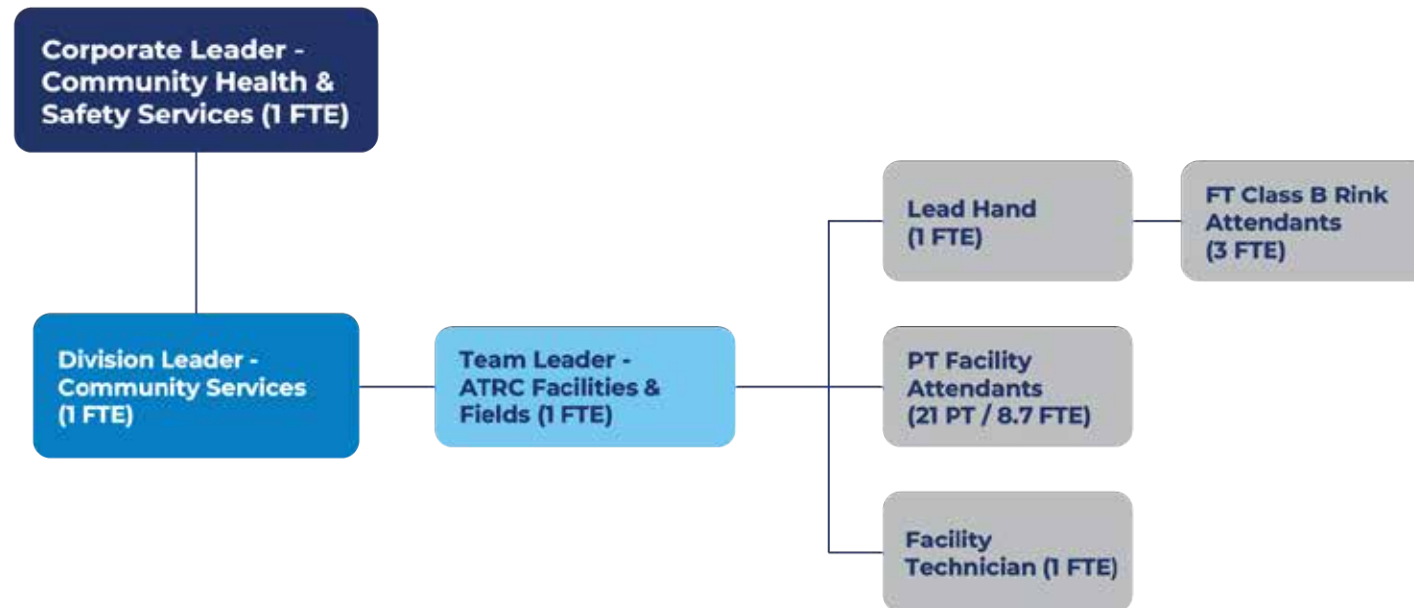 Corporate Leader -
Community Health &
Safety Services (1 FTE)
Division Leader -
Community Services
(1 FTE)
Team Leader -
ATRC Facilities &
Fields (1 FTE)
Lead Hand
(1 FTE)
FT Class B Rink
Attendants
(3 FTE)
PT Facility
Attendants
(21 PT / 8.7 FTE)
Facility
Technician (1 FTE)